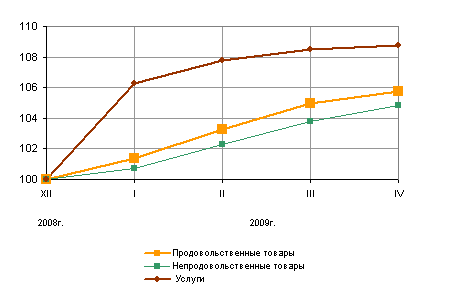 110
108
106
104
102
100
XII I II III IV
2008г. 2009г.
Продовольственные товары
Непродовольственные товары
Услуги